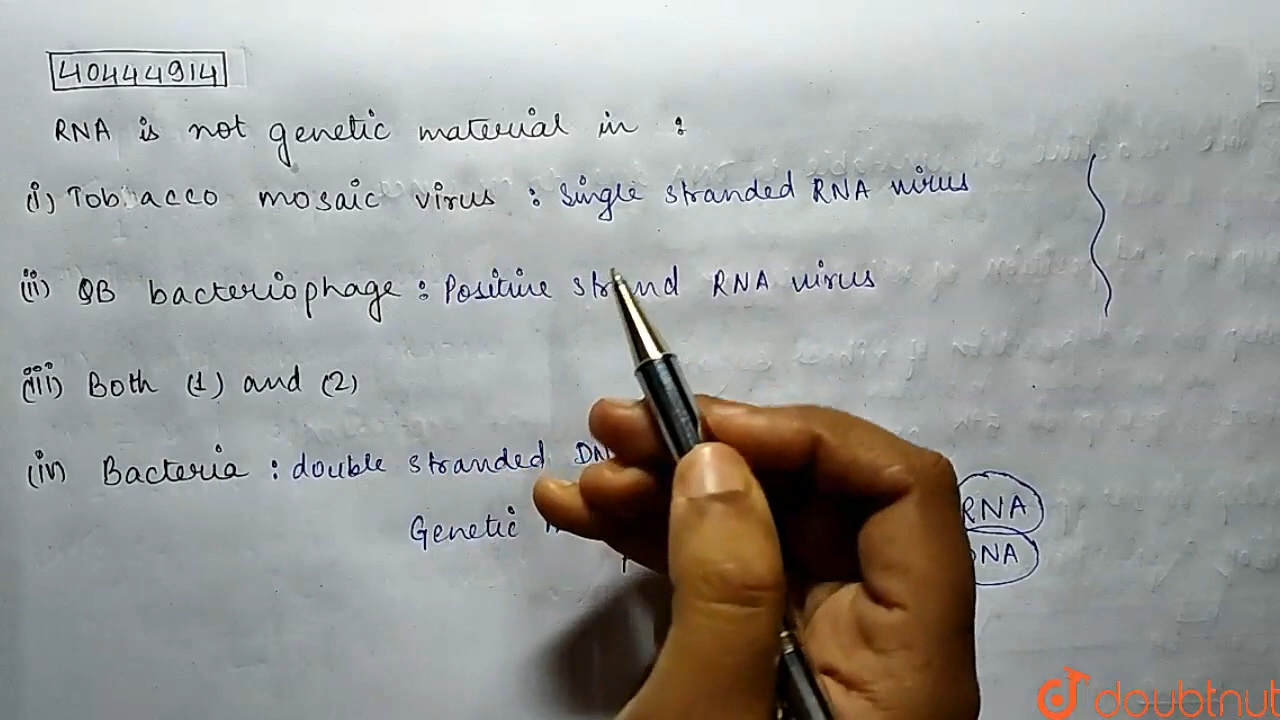 40444914
RNA is not genetic material in :
(i) Tobacco mosaic virus : Single stranded RNA virus
(ii) QB bacteriophage : Positive strand RNA virus
(iii) Both (1) and (2)
(iv) Bacteria : double stranded
Genetic RNA
DNA
doubtnut